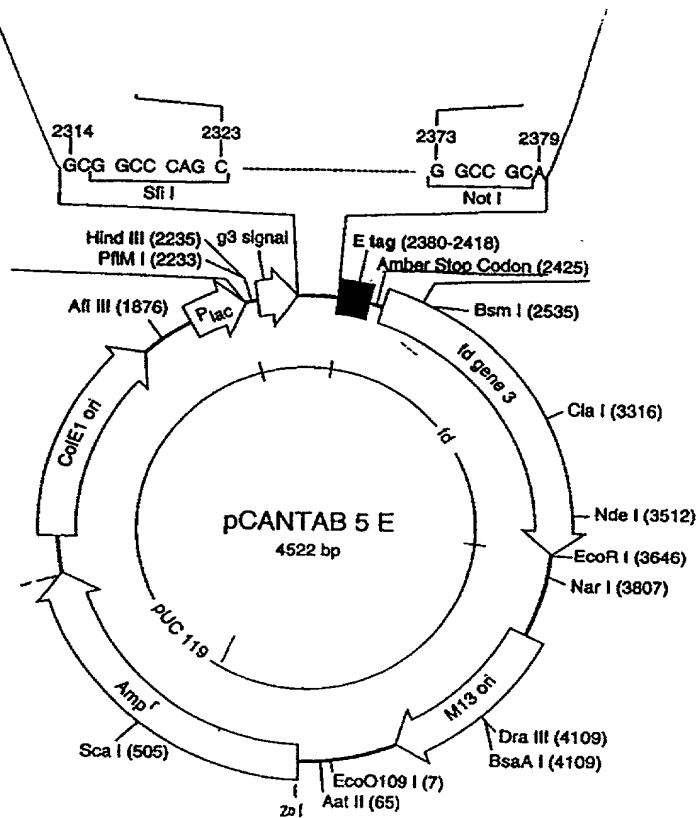 2314
2323
2373
2379
GCG GCC CAG C
G GCC GCA
Sfi I
Not I
Hind III (2235)
g3 signal
E tag (2380-2418)
PflM I (2233)
Amber Stop Codon (2425)
Afl III (1876)
Plac
Bsm I (2535)
fd gene 3
ColE1 ori
fd
Cla I (3316)
pCANTAB 5 E
4522 bp
Nde I (3512)
EcoR I (3646)
Nar I (3807)
pUC 119
Amp r
M13 ori
Sca I (505)
Dra III (4109)
BsaA I (4109)
EcoO109 I (7)
Aat II (65)